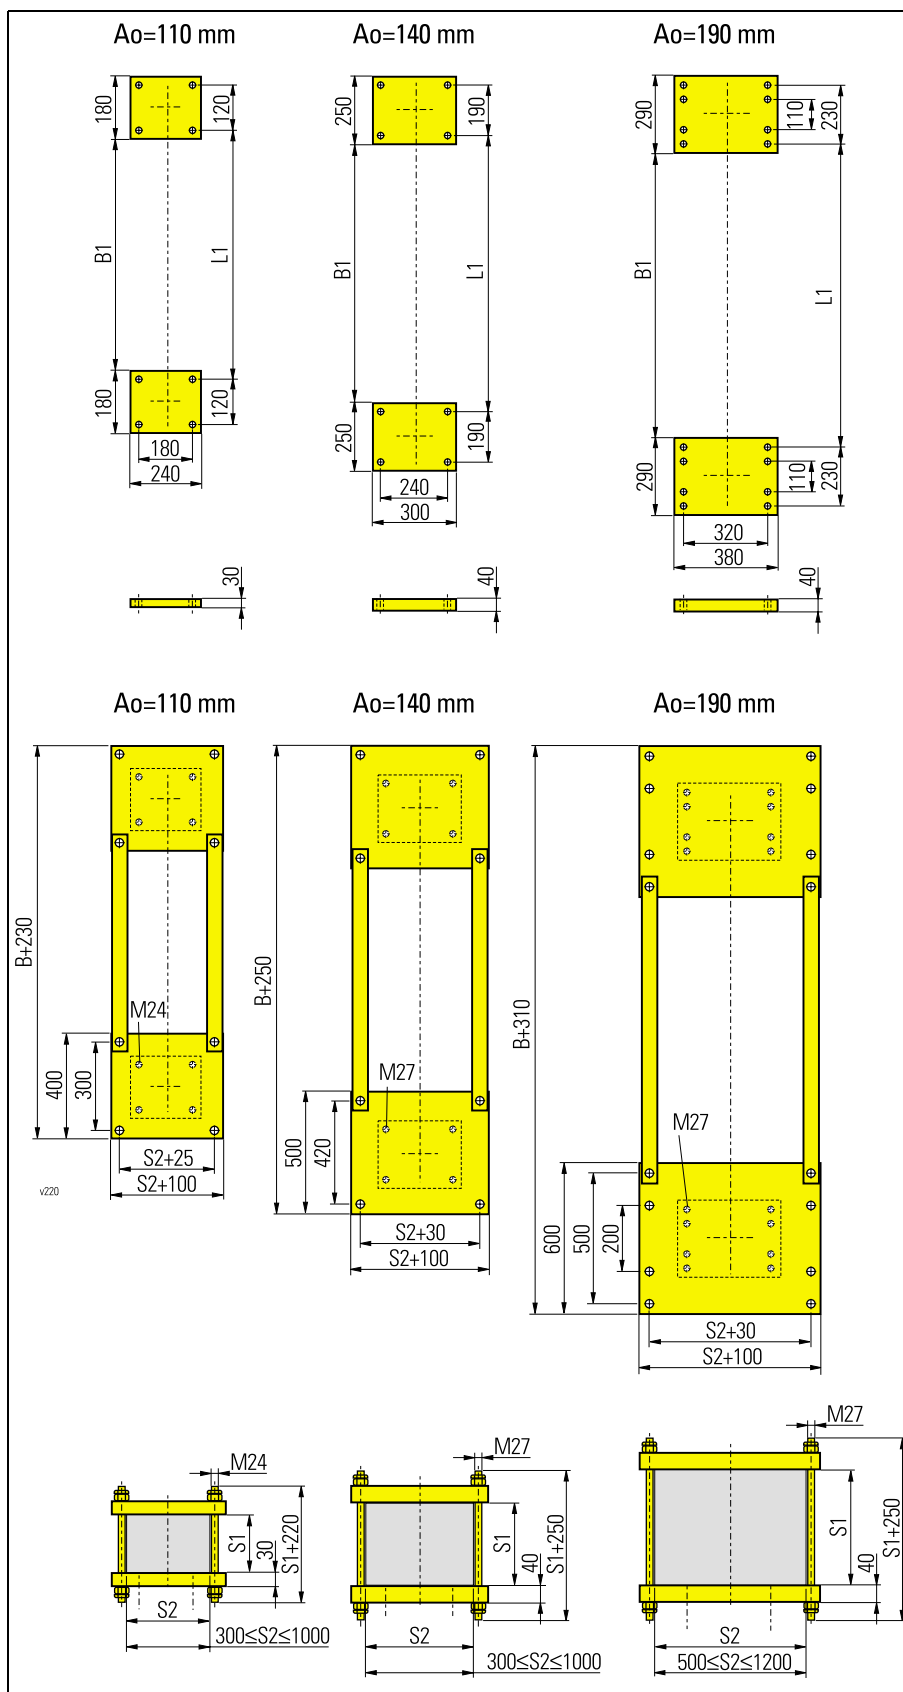 Ao=110 mm
Ao=140 mm
Ao=190 mm
180
120
250
190
290
110
230
B1
L1
B1
L1
B1
L1
180
120
250
190
290
110
230
180
240
240
300
320
380
30
40
40
Ao=110 mm
Ao=140 mm
Ao=190 mm
B+230
B+250
B+310
M24
M27
M27
400
300
500
420
600
500
200
S2+25
S2+100
S2+30
S2+100
S2+30
S2+100
v220
M24
M27
M27
S1
30
S1+220
S1
40
S1+250
S1
40
S1+250
S2
300≤S2≤1000
S2
300≤S2≤1000
S2
500≤S2≤1200